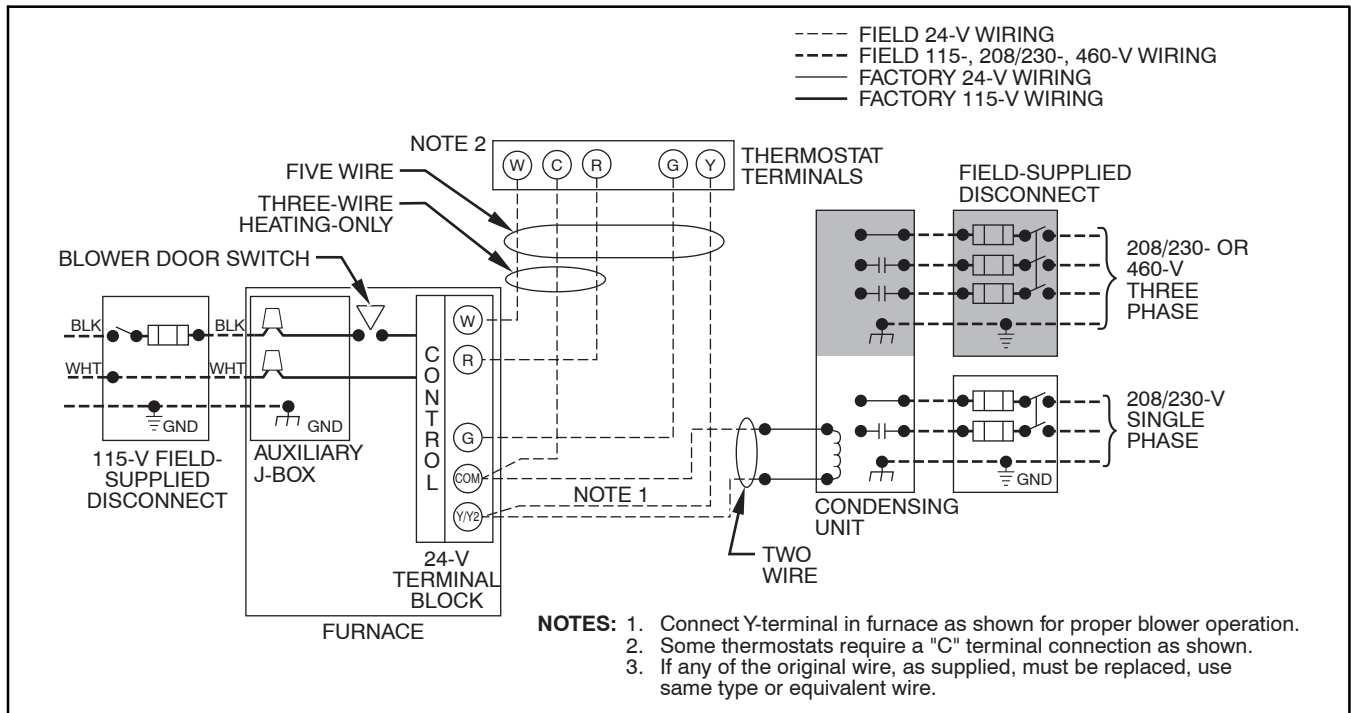 FIELD 24-V WIRING
FIELD 115-, 208/230-, 460-V WIRING
FACTORY 24-V WIRING
FACTORY 115-V WIRING
NOTE 2
W C R G Y
THERMOSTAT
TERMINALS
FIVE WIRE
THREE-WIRE
HEATING-ONLY
BLOWER DOOR SWITCH
FIELD-SUPPLIED
DISCONNECT
208/230- OR
460-V
THREE
PHASE
BLK
BLK
WHT
WHT
GND
GND
115-V FIELD-
SUPPLIED
DISCONNECT
AUXILIARY
J-BOX
CONTROL
W
R
G
COM
Y/Y2
NOTE 1
24-V
TERMINAL
BLOCK
FURNACE
TWO
WIRE
CONDENSING
UNIT
GND
208/230-V
SINGLE
PHASE
NOTES: 1. Connect Y-terminal in furnace as shown for proper blower operation.
2. Some thermostats require a "C" terminal connection as shown.
3. If any of the original wire, as supplied, must be replaced, use
same type or equivalent wire.